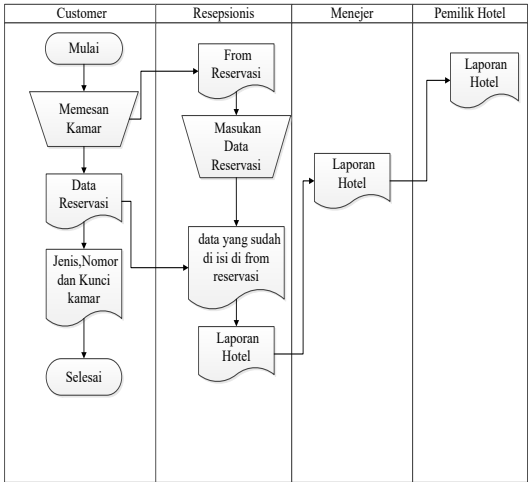 Customer
Resepsionis
Menejer
Pemilik Hotel
Mulai
Memesan
Kamar
Data
Reservasi
Jenis,Nomor
dan Kunci
kamar
Selesai
From
Reservasi
Masukan
Data
Reservasi
data yang sudah
di isi di from
reservasi
Laporan
Hotel
Laporan
Hotel
Laporan
Hotel